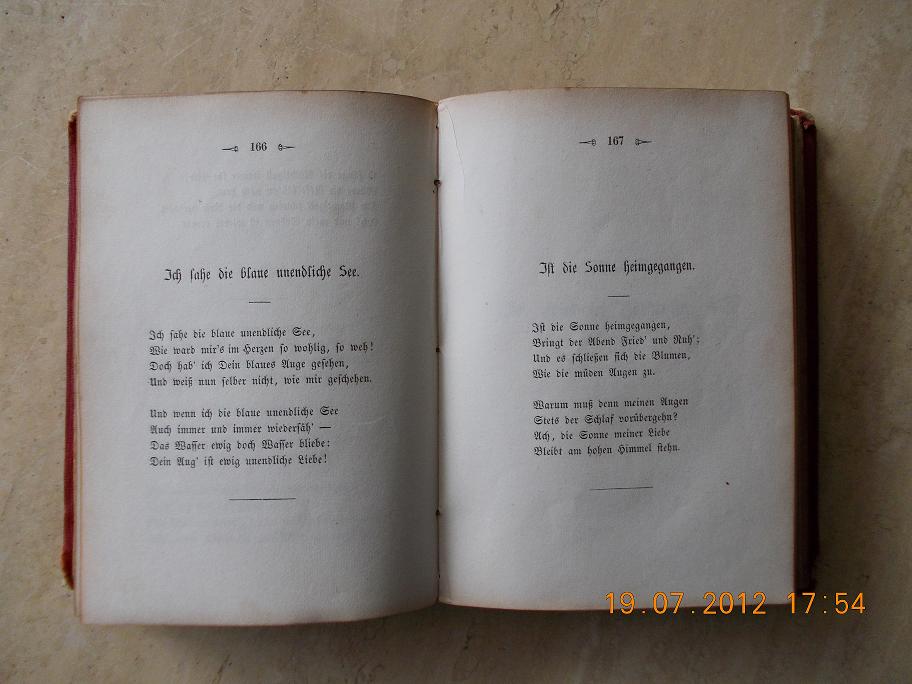 166
Ich sahe die blaue unendliche See.
Ich sahe die blaue unendliche See,
Wie ward mir's im Herzen so wohlig, so weh!
Doch hab' ich Dein blaues Auge gesehen,
Und weiß nun selber nicht, wie mir geschehen.
Und wenn ich die blaue unendliche See
Auch immer und immer wiedersäh' —
Das Wasser ewig doch Wasser bliebe:
Dein Aug' ist ewig unendliche Liebe!
167
Ist die Sonne heimgegangen.
Ist die Sonne heimgegangen,
Bringt der Abend Fried' und Ruh';
Und es schließen sich die Blumen,
Wie die müden Augen zu.
Warum muß denn meinen Augen
Stets der Schlaf vorübergehn?
Ach, die Sonne meiner Liebe
Bleibt am hohen Himmel stehn.
19.07.2012 17:54